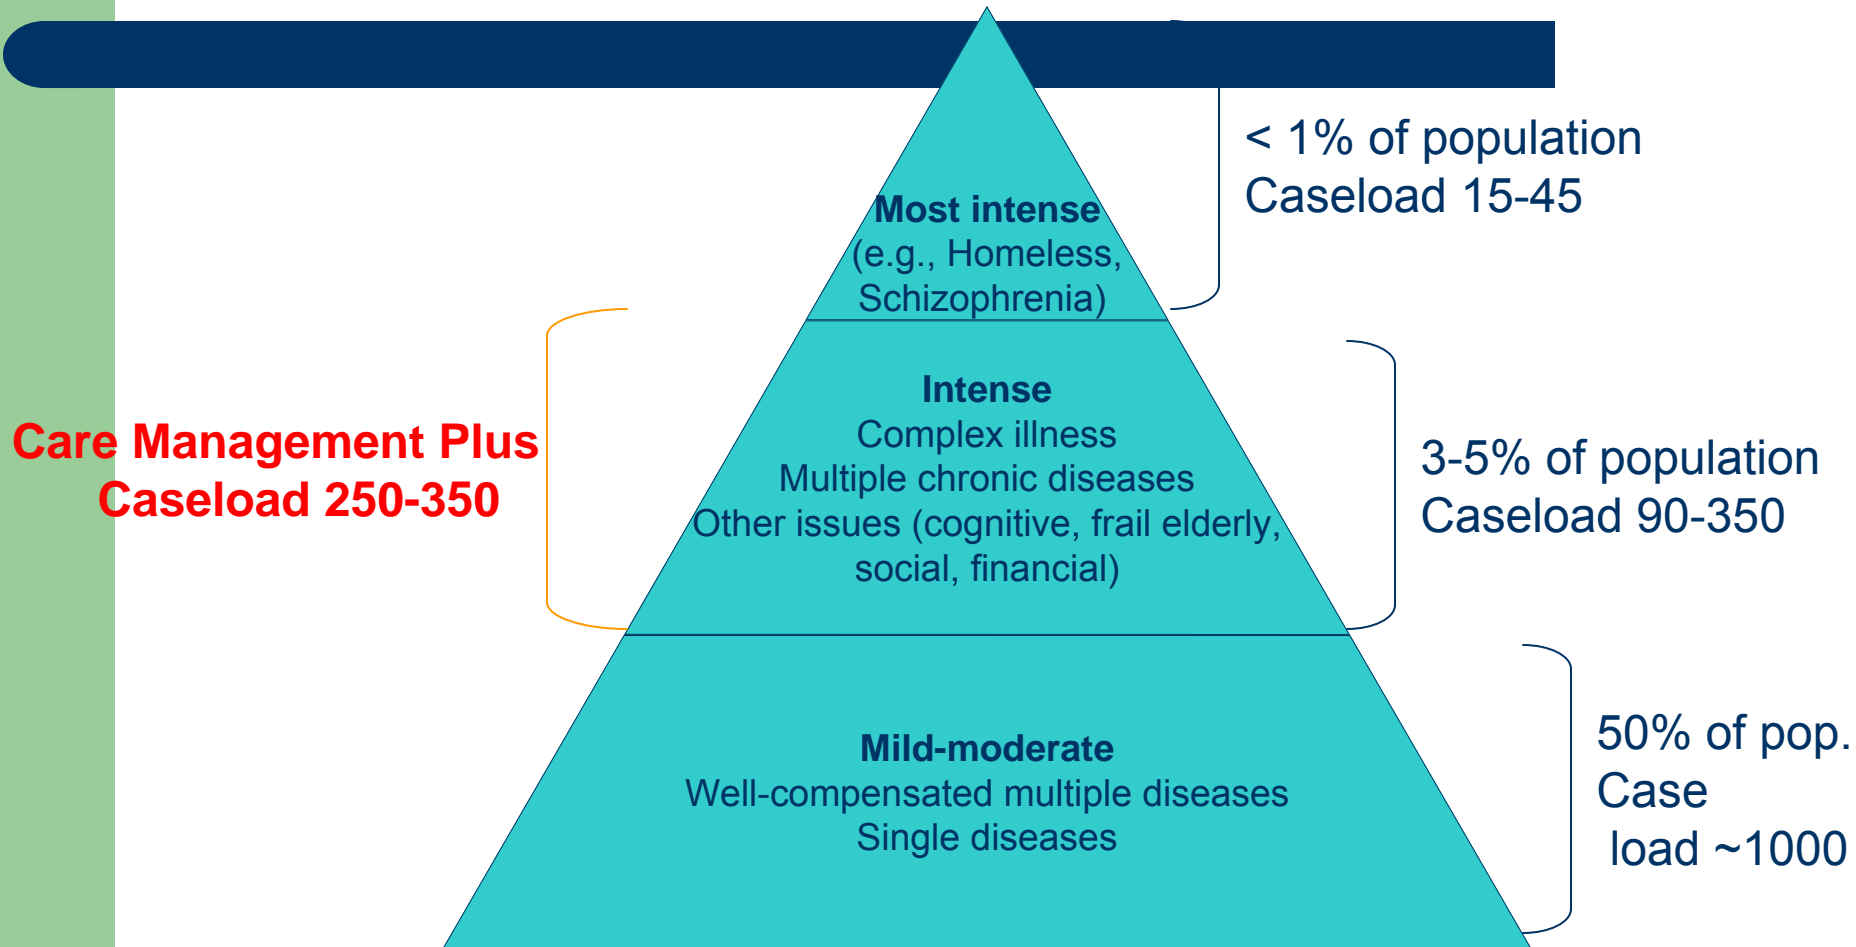 < 1% of population
Caseload 15-45
Most intense
(e.g., Homeless,
Schizophrenia)
Care Management Plus
Caseload 250-350
Intense
Complex illness
Multiple chronic diseases
Other issues (cognitive, frail elderly,
social, financial)
3-5% of population
Caseload 90-350
Mild-moderate
Well-compensated multiple diseases
Single diseases
50% of pop.
Case
load ~1000